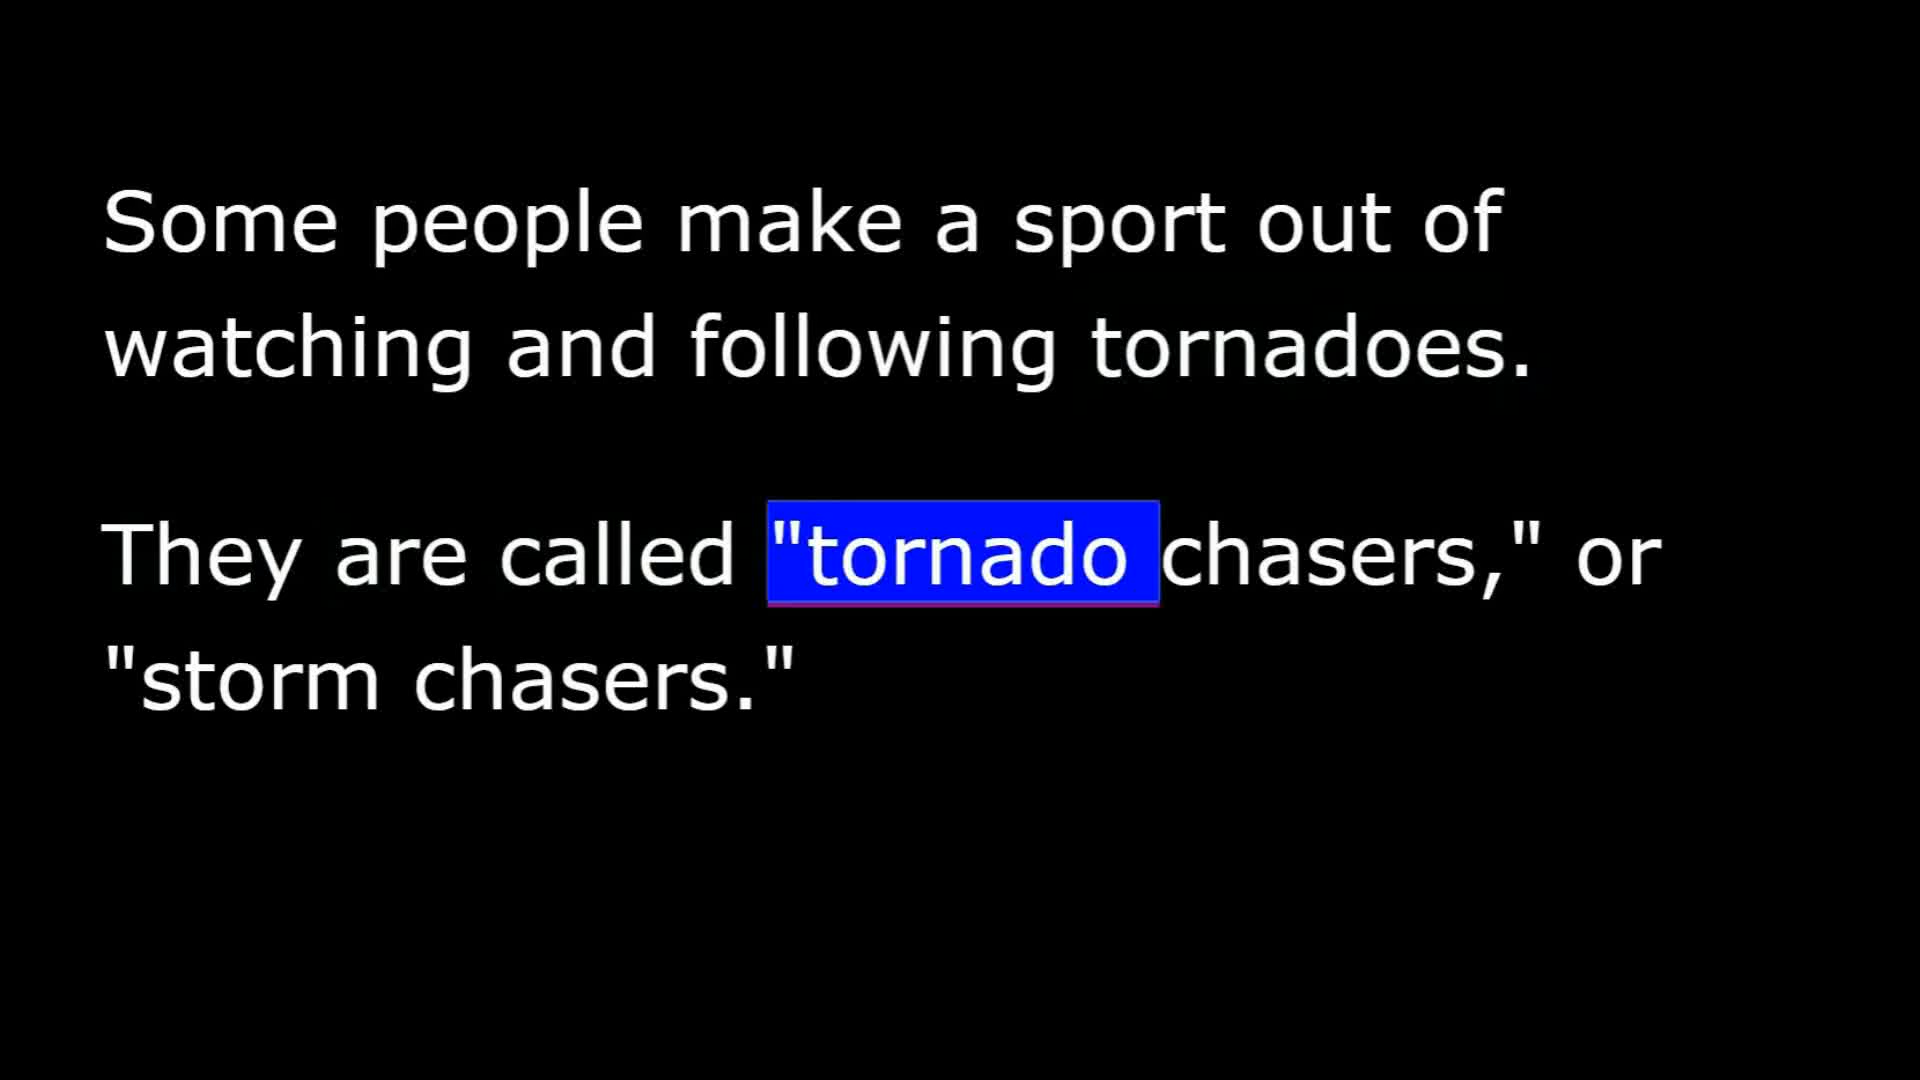 Some people make a sport out of
watching and following tornadoes.
They are called "tornado chasers," or
"storm chasers."